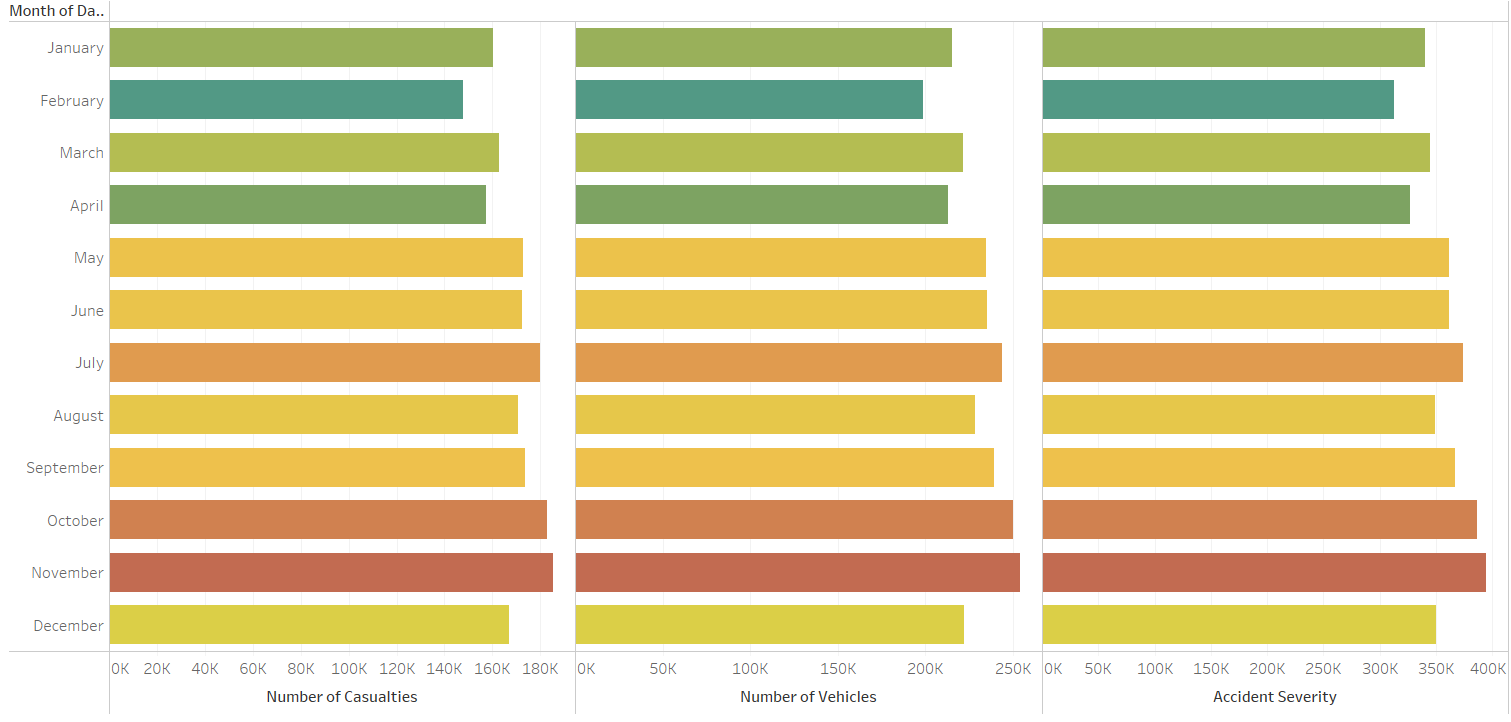 Month of Da..
January
February
March
April
May
June
July
August
September
October
November
December
0K 20K 40K 60K 80K 100K 120K 140K 160K 180K 0K 50K 100K 150K 200K 250K 0K 50K 100K 150K 200K 250K 300K 350K 400K
Number of Casualties Number of Vehicles Accident Severity